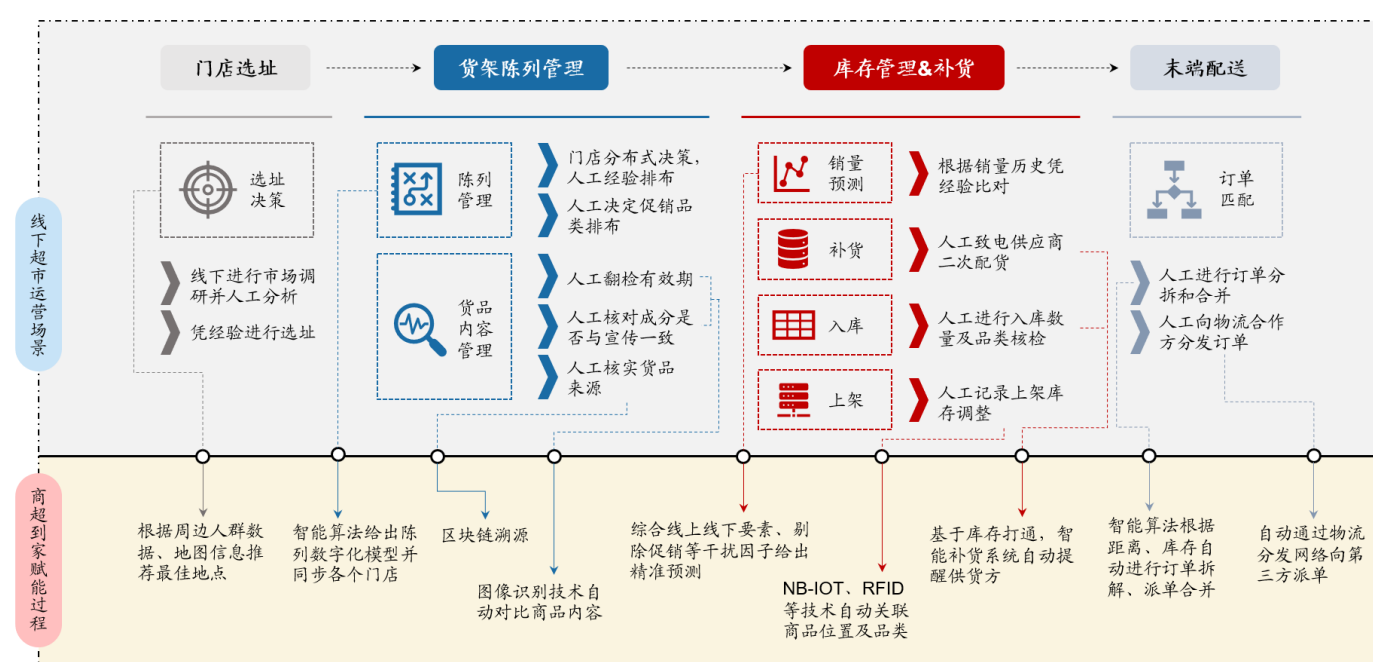 门店选址
货架陈列管理
库存管理&补货
末端配送
线下超市运营场景
选址
决策
线下进行市场调
研并人工分析
凭经验进行选址
陈列
管理
门店分布式决策，
人工经验排布
人工决定促销品
类排布
货品
内容
管理
人工翻检有效期
人工核对成分是
否与宣传一致
人工核实货品
来源
销量
预测
根据销量历史凭
经验比对
补货
人工致电供应商
二次配货
入库
人工进行入库数
量及品类核检
上架
人工记录上架库
存调整
订单
匹配
人工进行订单分
拆和合并
人工向物流合作
方分发订单
商超到家赋能过程
根据周边人群数
据、地图信息推
荐最佳地点
智能算法给出陈
列数字化模型并
同步各个门店
区块链溯源
图像识别技术自
动对比商品内容
综合线上线下要素、剔
除促销等干扰因子给出
精准预测
NB-IOT、RFID
等技术自动关联
商品位置及品类
基于库存打通，智
能补货系统自动提
醒供货方
智能算法根据
距离、库存自
动进行订单拆
解、派单合并
自动通过物流
分发网络向第
三方派单